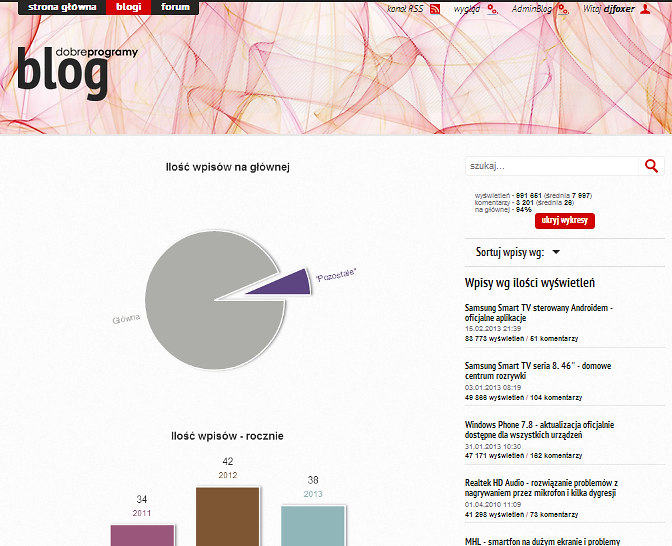 strona główna blogi forum kanał RSS wygląd AdminBlog Witaj djfoxer
dobreprogramy
blog
Ilość wpisów na głównej
Główna
"Pozostałe"
Ilość wpisów - rocznie
34
2011
42
2012
38
2013
szukaj...
wyświetleń - 991 651 (średnia 7 997)
komentarzy - 3 201 (średnia 26)
na głównej - 94%
ukryj wykresy
Sortuj wpisy wg:
Wpisy wg ilości wyświetleń
Samsung Smart TV sterowany Androidem -
oficjalne aplikacje
15.02.2013 21:39
83 773 wyświetleń / 51 komentarzy
Samsung Smart TV seria 8. 46" - domowe
centrum rozrywki
03.01.2013 08:19
49 866 wyświetleń / 104 komentarzy
Windows Phone 7.8 - aktualizacja oficjalnie
dostępne dla wszystkich urządzeń
31.01.2013 10:30
47 171 wyświetleń / 162 komentarzy
Realtek HD Audio - rozwiązanie problemów z
nagrywaniem przez mikrofon i kilka dygresji
01.04.2010 11:09
41 298 wyświetleń / 73 komentarzy
MHL - smartfon na dużym ekranie i problemy